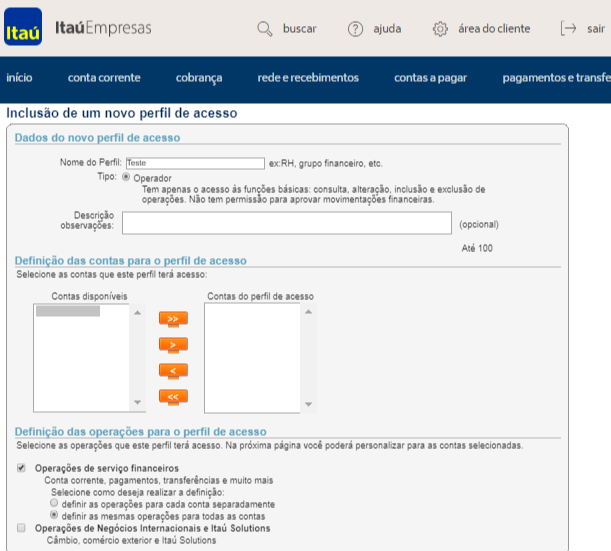 Itaú ItaúEmpresas buscar ajuda área do cliente sair
início conta corrente cobrança rede e recebimentos contas a pagar pagamentos e transfe
Inclusão de um novo perfil de acesso
Dados do novo perfil de acesso
Nome do Perfil: Teste ex:RH, grupo financeiro, etc.
Tipo: Operador
Tem apenas o acesso às funções básicas: consulta, alteração, inclusão e exclusão de
operações. Não tem permissão para aprovar movimentações financeiras.
Descrição
observações: (opcional)
Até 100
Definição das contas para o perfil de acesso
Selecione as contas que este perfil terá acesso:
Contas disponíveis Contas do perfil de acesso
>>
>
<
<<
Definição das operações para o perfil de acesso
Selecione as operações que este perfil terá acesso. Na próxima página você poderá personalizar para as contas selecionadas.
Operações de serviço financeiros
Conta corrente, pagamentos, transferências e muito mais
Selecione como deseja realizar a definição:
definir as operações para cada conta separadamente
definir as mesmas operações para todas as contas
Operações de Negócios Internacionais e Itaú Solutions
Câmbio, comércio exterior e Itaú Solutions